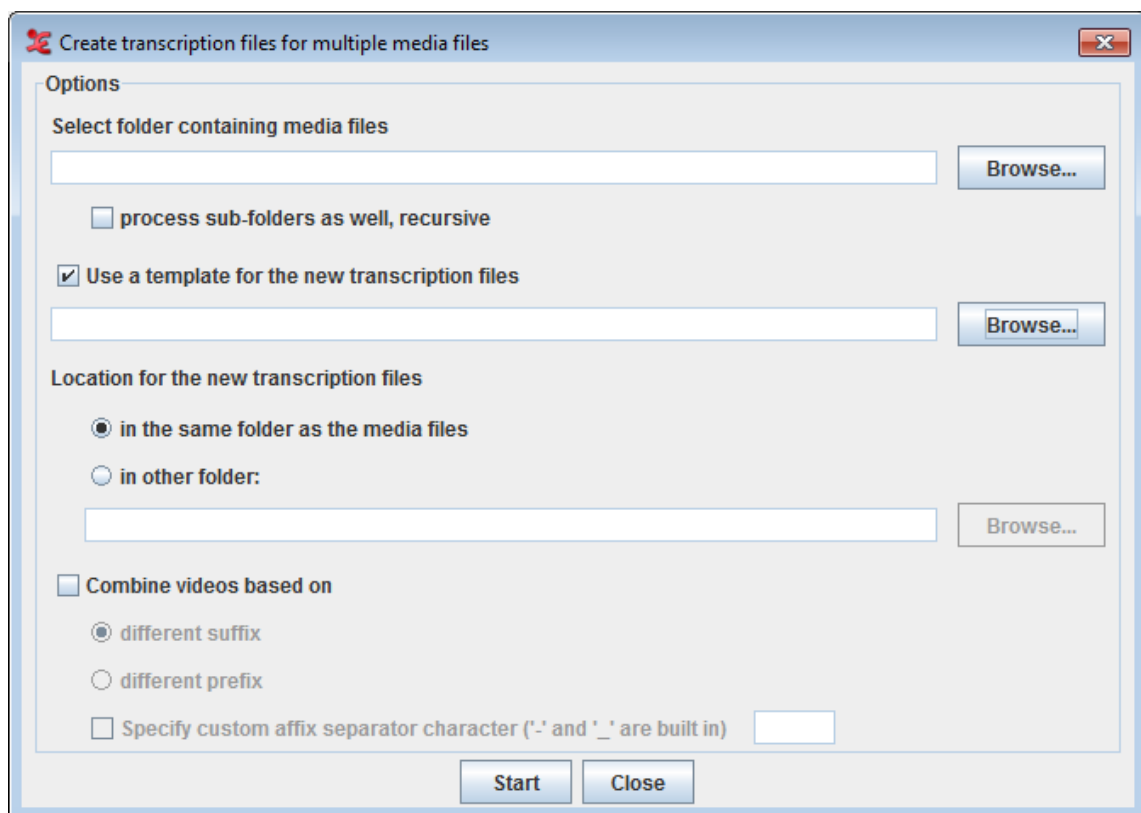 Create transcription files for multiple media files
Options
Select folder containing media files
Browse...
process sub-folders as well, recursive
Use a template for the new transcription files
Browse...
Location for the new transcription files
in the same folder as the media files
in other folder:
Browse...
Combine videos based on
different suffix
different prefix
Specify custom affix separator character ('-' and '_' are built in)
Start Close